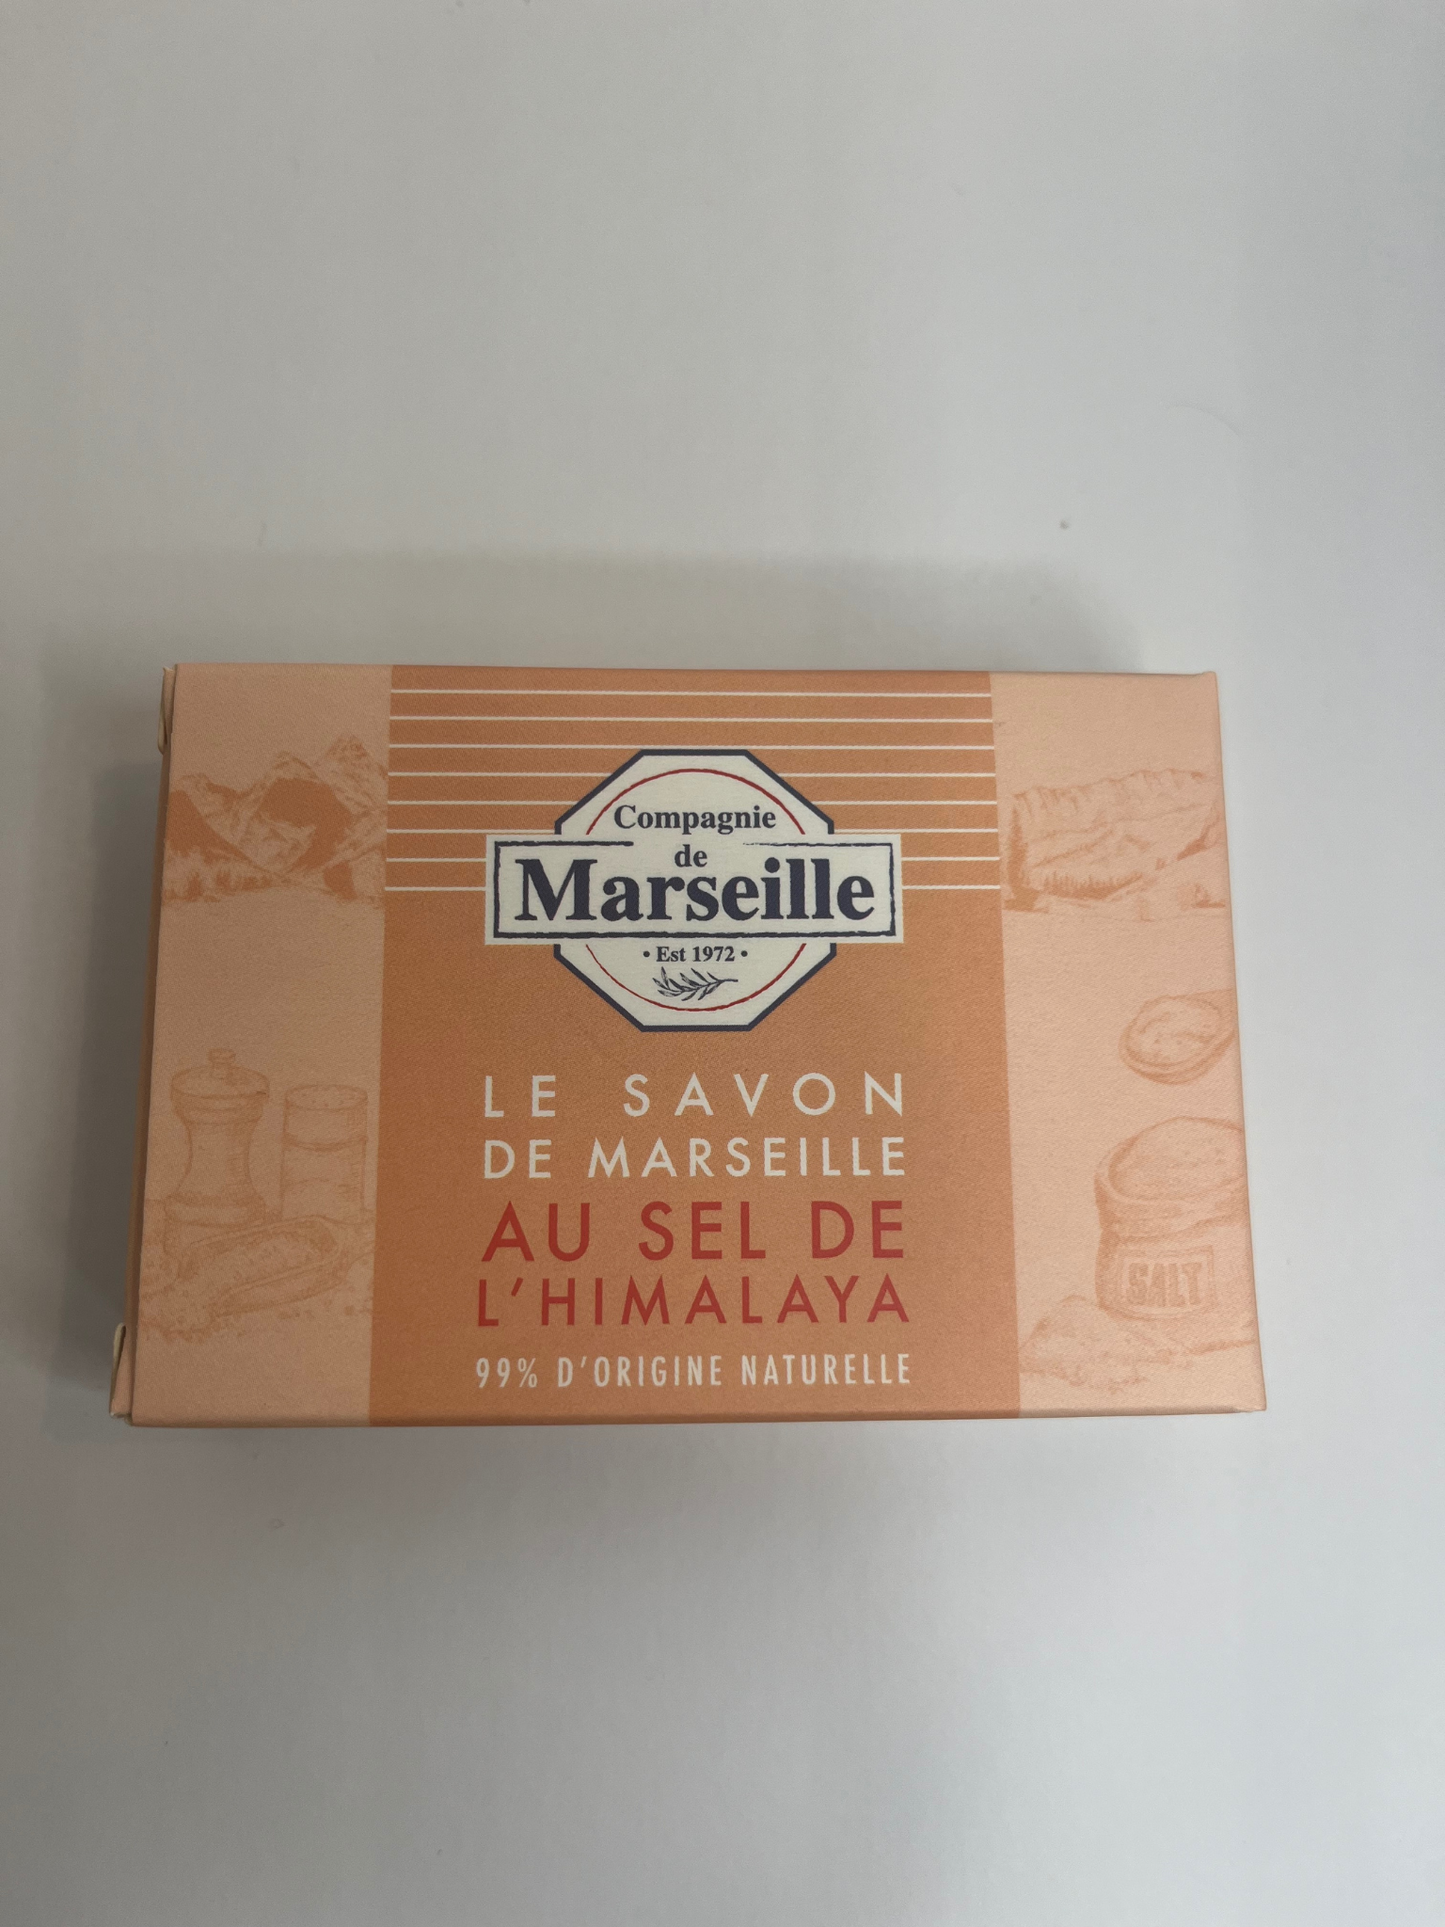 Compagnie
de
Marseille
• Est 1972 •
LE SAVON
DE MARSEILLE
AU SEL DE
L'HIMALAYA
99% D'ORIGINE NATURELLE
SALT